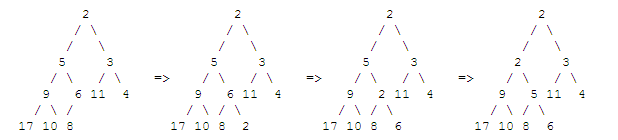 2 2 2 2
/ \ / \ / \ / \
/ \ / \ / \ / \
5 3 5 3 5 3 2 3
/ \ / \ => / \ / \ => / \ / \ => / \ / \
9 6 11 4 9 6 11 4 9 2 11 4 9 5 11 4
/ \ / / \ / \ / \ / \ / \ / \
17 10 8 17 10 8 2 17 10 8 6 17 10 8 6